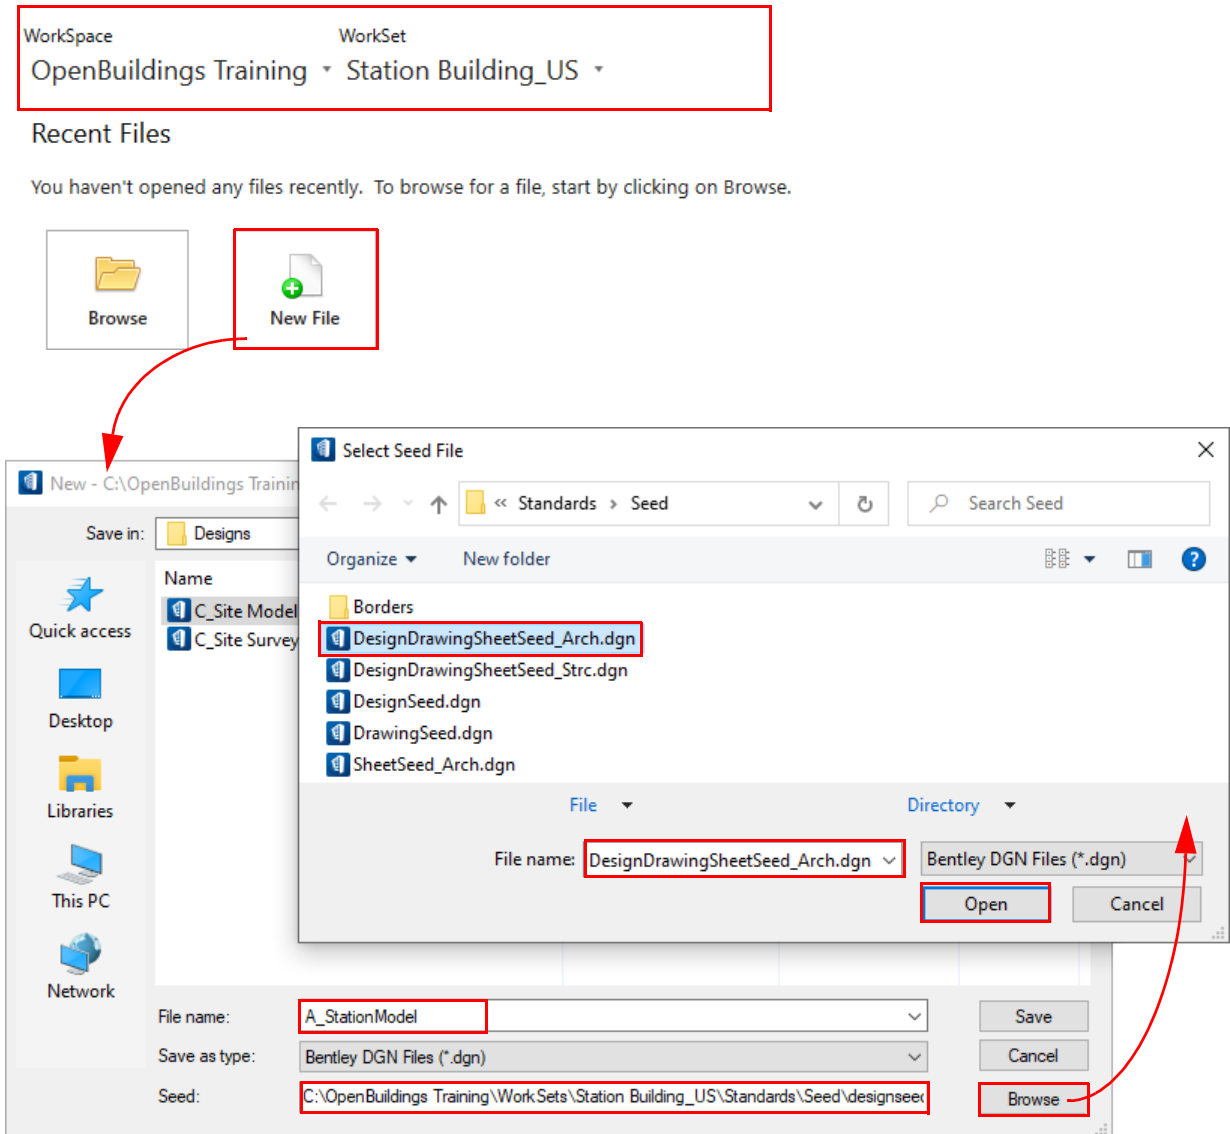 WorkSpace WorkSet
OpenBuildings Training Station Building_US
Recent Files
You haven't opened any files recently. To browse for a file, start by clicking on Browse.
Browse New File
Select Seed File
New - C:\OpenBuildings Trainin
« Standards > Seed Search Seed
Save in: Designs
Organize New folder
Name
Borders
C_Site Model
DesignDrawingSheetSeed_Arch.dgn
Quick access
C_Site Survey
DesignDrawingSheetSeed_Strc.dgn
DesignSeed.dgn
Desktop
DrawingSeed.dgn
SheetSeed_Arch.dgn
Libraries
File Directory
File name: DesignDrawingSheetSeed_Arch.dgn Bentley DGN Files (*.dgn)
This PC
Open Cancel
Network
File name: A_StationModel Save
Save as type: Bentley DGN Files (*.dgn) Cancel
Seed: C:\OpenBuildings Training\WorkSets\Station Building_US\Standards\Seed\designseed Browse